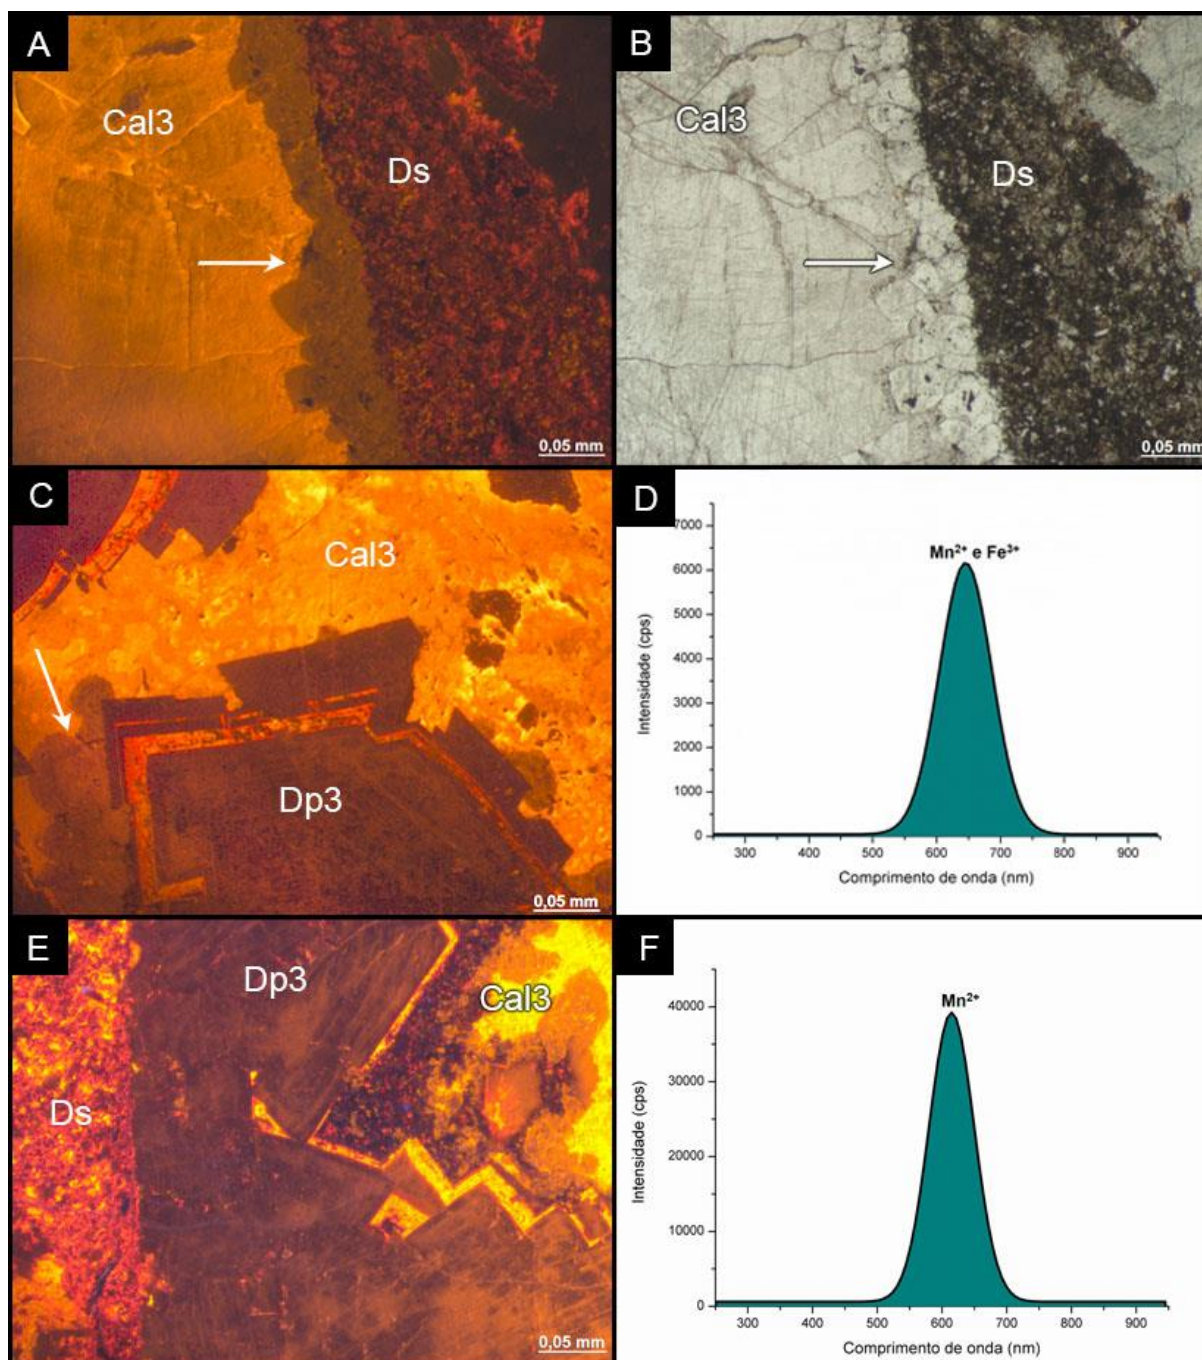 A
Cal3
Ds
0,05 mm
B
Cal3
Ds
0,05 mm
C
Cal3
Dp3
0,05 mm
D
Mn²⁺ e Fe³⁺
Intensidade (cps)
7000
6000
5000
4000
3000
2000
1000
0
300 400 500 600 700 800 900
Comprimento de onda (nm)
E
Dp3
Cal3
Ds
0,05 mm
F
Mn²⁺
Intensidade (cps)
40000
30000
20000
10000
0
300 400 500 600 700 800 900
Comprimento de onda (nm)